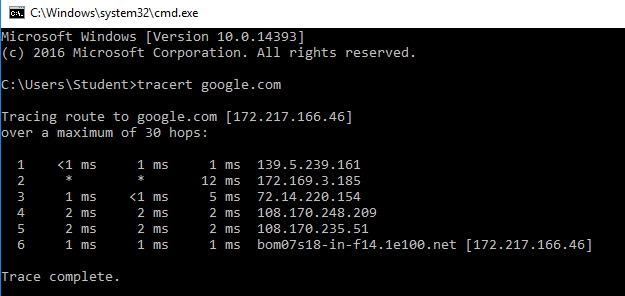 C:\Windows\system32\cmd.exe
Microsoft Windows [Version 10.0.14393]
(c) 2016 Microsoft Corporation. All rights reserved.
C:\Users\Student>tracert google.com
Tracing route to google.com [172.217.166.46]
over a maximum of 30 hops:
1 <1 ms 1 ms 1 ms 139.5.239.161
2 * * 12 ms 172.169.3.185
3 1 ms <1 ms 5 ms 72.14.220.154
4 2 ms 2 ms 2 ms 108.170.248.209
5 2 ms 2 ms 2 ms 108.170.235.51
6 1 ms 1 ms 1 ms bom07s18-in-f14.1e100.net [172.217.166.46]
Trace complete.